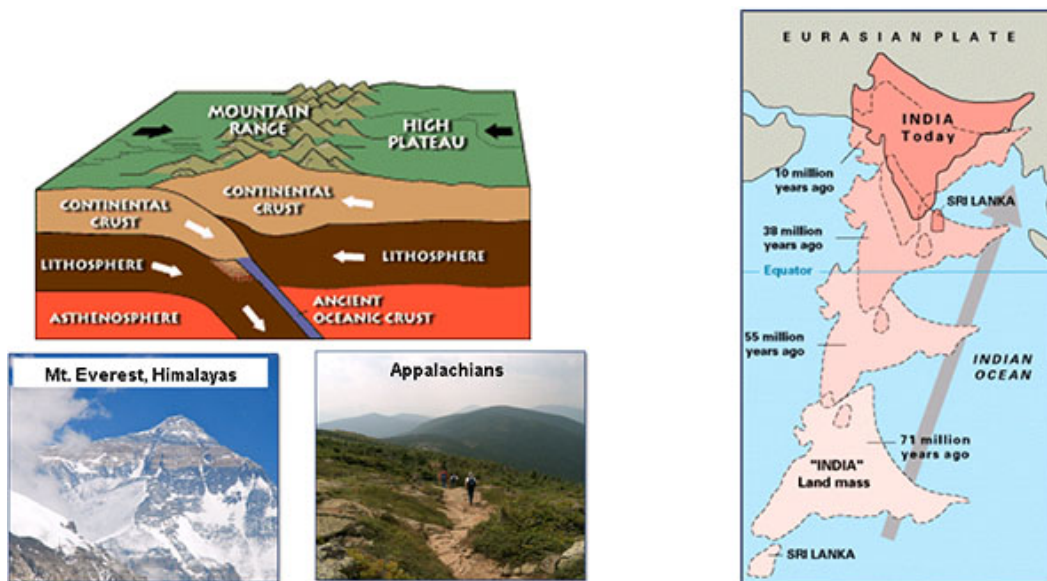 MOUNTAIN
RANGE
HIGH
PLATEAU
CONTINENTAL
CRUST
CONTINENTAL
CRUST
LITHOSPHERE
LITHOSPHERE
ASTHENOSPHERE
ANCIENT
OCEANIC CRUST
Mt. Everest, Himalayas
Appalachians
EURASIAN PLATE
INDIA
Today
10 million
years ago
SRI LANKA
38 million
years ago
Equator
55 million
years ago
INDIAN
OCEAN
71 million
years ago
"INDIA"
Land mass
SRI LANKA